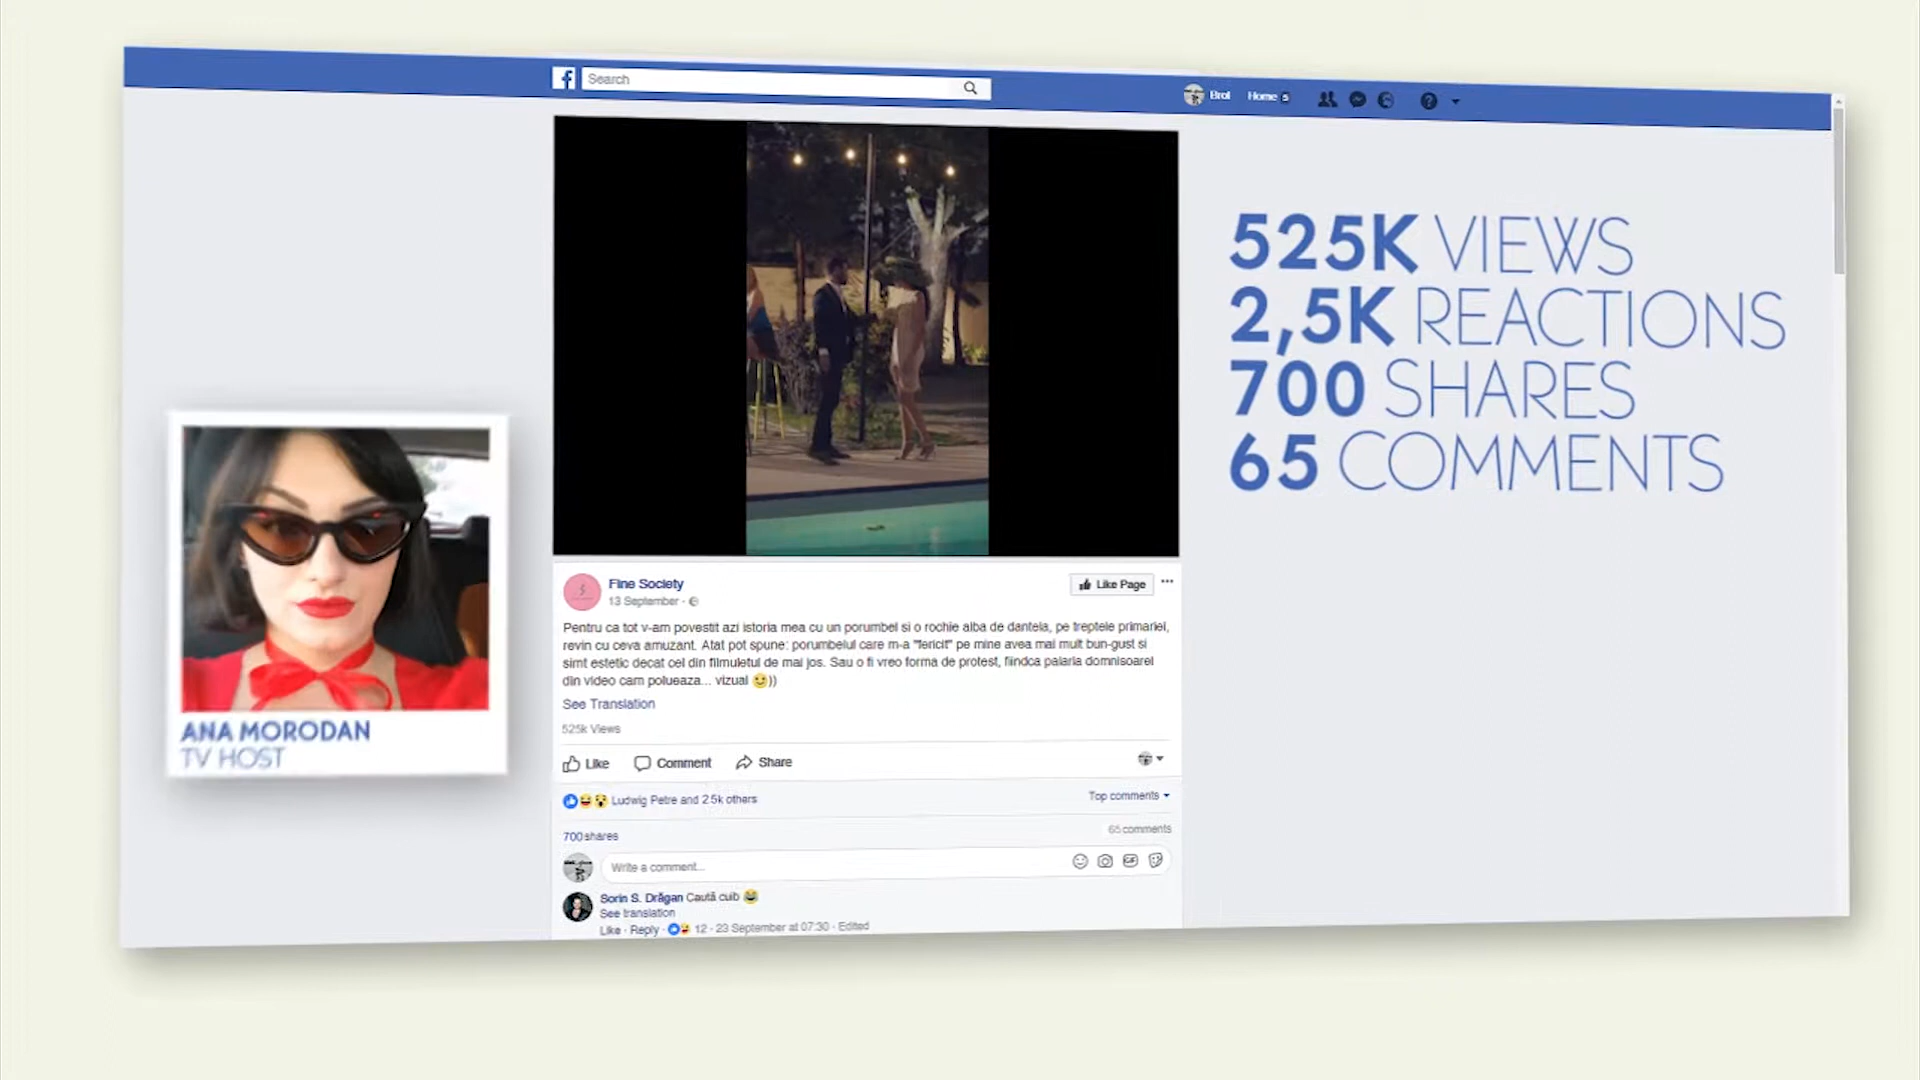 Search
Brol
Home 5
525K VIEWS
2,5K REACTIONS
700 SHARES
65 COMMENTS
ANA MORODAN
TV HOST
Fine Society
13 September ·
Like Page
Pentru ca tot v-am povestit azi istoria mea cu un porumbel si o rochie alba de dantela, pe treptele primariei,
revin cu ceva amuzant. Atat pot spune: porumbelul care m-a "fericit" pe mine avea mai mult bun-gust si
simt estetic decat cel din filmuletul de mai jos. Sau o fi vreo forma de protest, fiindca palaria domnisoarei
din video cam polueaza... vizual 😉))
See Translation
525k Views
Like Comment Share
Ludwig Petre and 2.5k others
Top comments
700 shares
65 comments
Write a comment...
GIF
Sorin S. Drăgan Caută cuib 😂
See translation
Like · Reply · 12 · 23 September at 07:30 · Edited